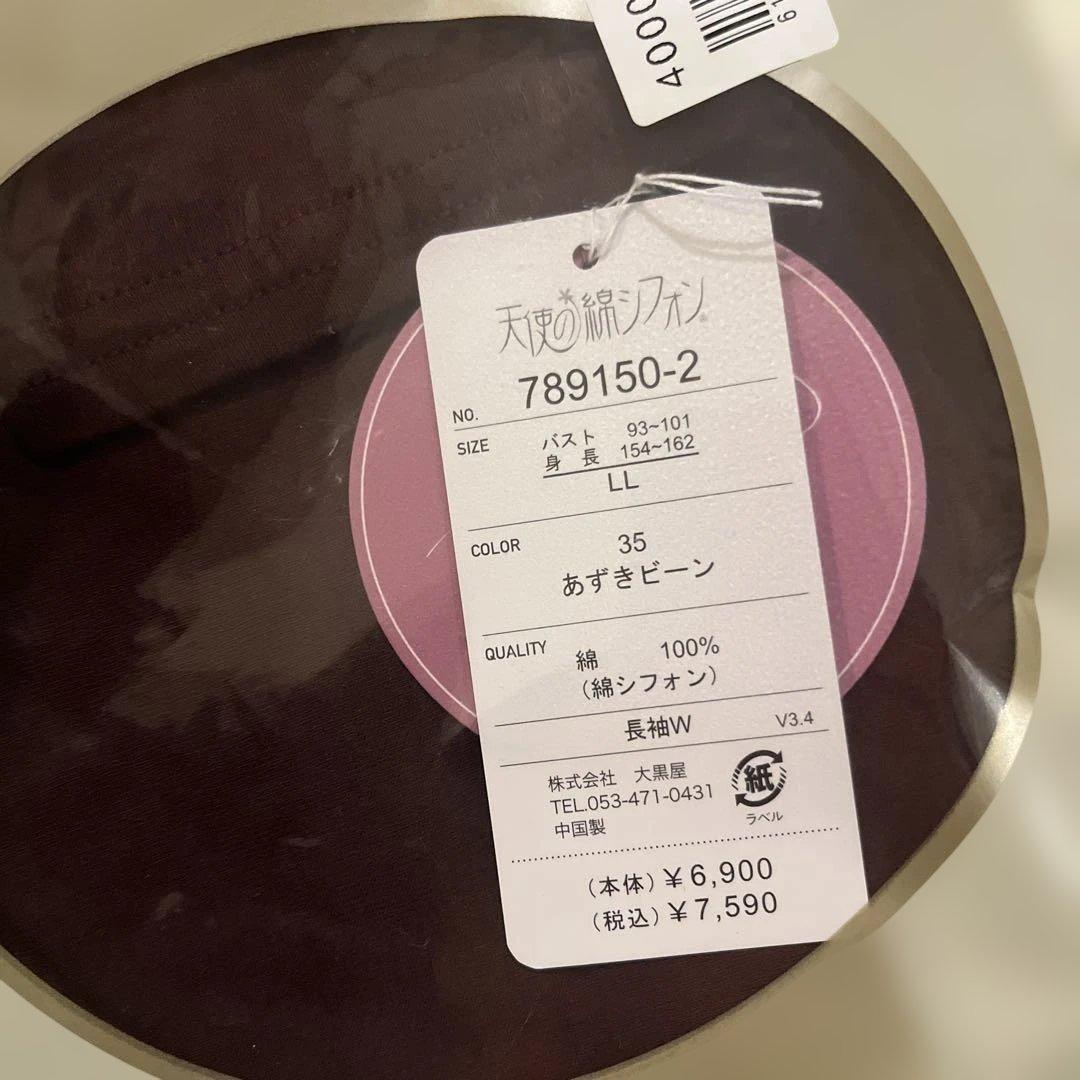 4000
61
天使の綿シフォン
NO. 789150-2
SIZE バスト 93~101
身長 154~162
LL
COLOR 35
あずきビーン
QUALITY 綿 100%
(綿シフォン)
長袖W V3.4
株式会社 大黒屋
TEL.053-471-0431
中国製
紙
ラベル
(本体)¥6,900
(税込)¥7,590